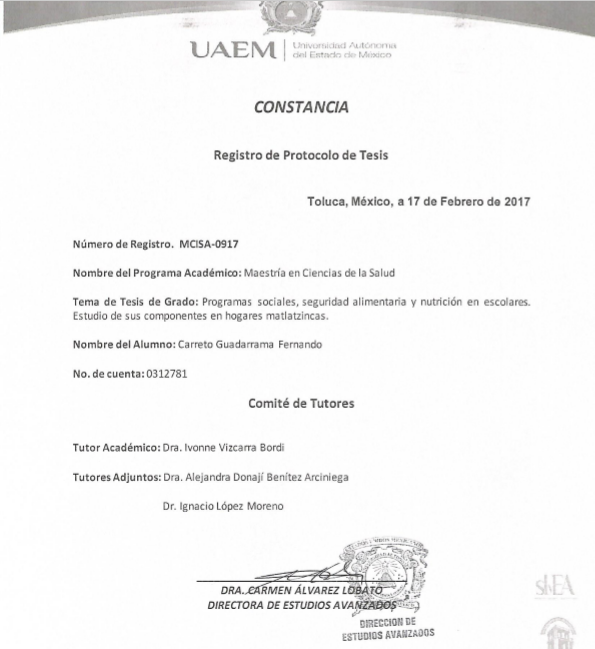 UAEM
Universidad Autónoma
del Estado de México
CONSTANCIA
Registro de Protocolo de Tesis
Toluca, México, a 17 de Febrero de 2017
Número de Registro. MCISA-0917
Nombre del Programa Académico: Maestría en Ciencias de la Salud
Tema de Tesis de Grado: Programas sociales, seguridad alimentaria y nutrición en escolares.
Estudio de sus componentes en hogares matlatzincas.
Nombre del Alumno: Carreto Guadarrama Fernando
No. de cuenta: 0312781
Comité de Tutores
Tutor Académico: Dra. Ivonne Vizcarra Bordi
Tutores Adjuntos: Dra. Alejandra Donají Benítez Arciniega
Dr. Ignacio López Moreno
DRA. CARMEN ÁLVAREZ LOBATO
DIRECTORA DE ESTUDIOS AVANZADOS
DIRECCION DE
ESTUDIOS AVANZADOS